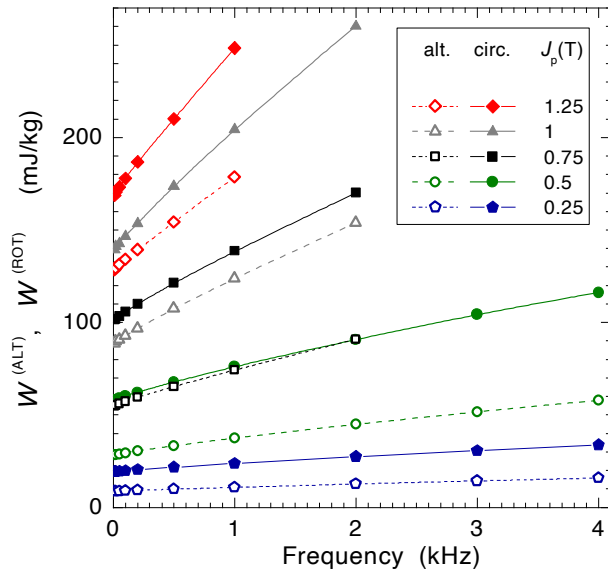 alt. circ. Jp(T)
1.25
1
0.75
0.5
0.25
200
100
0
0 1 2 3 4
Frequency (kHz)
W (ALT) , W (ROT) (mJ/kg)